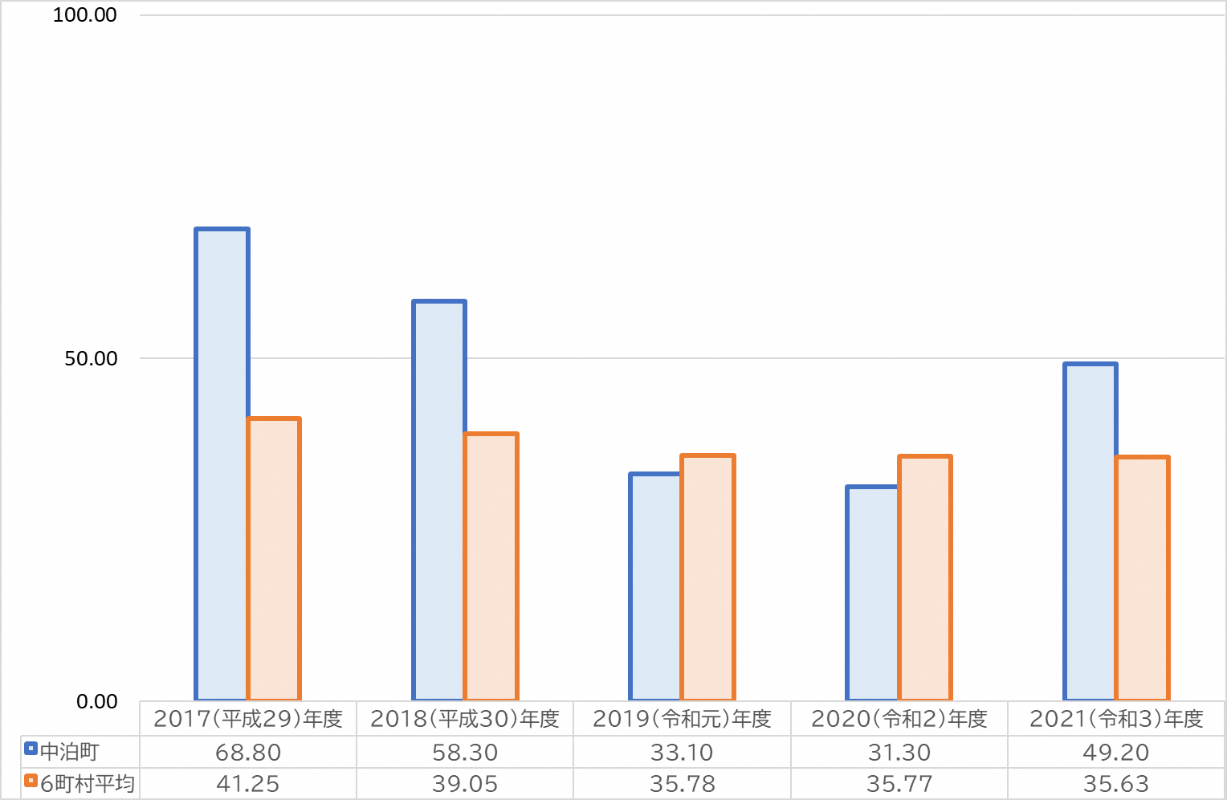 100.00
50.00
0.00
2017（平成29）年度 2018（平成30）年度 2019（令和元）年度 2020（令和2）年度 2021（令和3）年度
中泊町 68.80 58.30 33.10 31.30 49.20
6町村平均 41.25 39.05 35.78 35.77 35.63